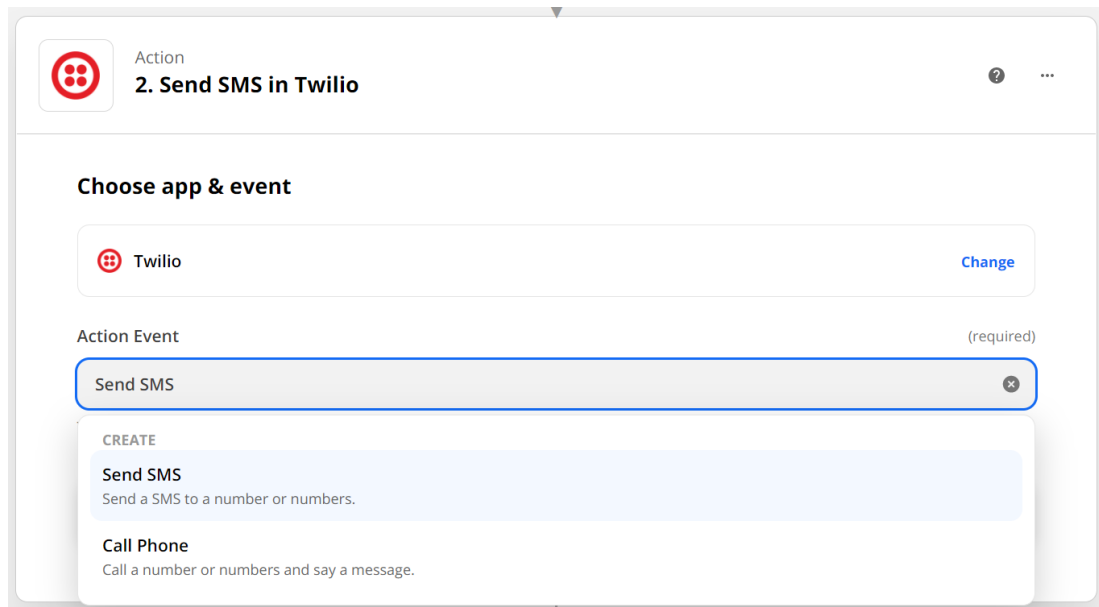 Action
2. Send SMS in Twilio
Choose app & event
Twilio
Change
Action Event
(required)
Send SMS
CREATE
Send SMS
Send a SMS to a number or numbers.
Call Phone
Call a number or numbers and say a message.